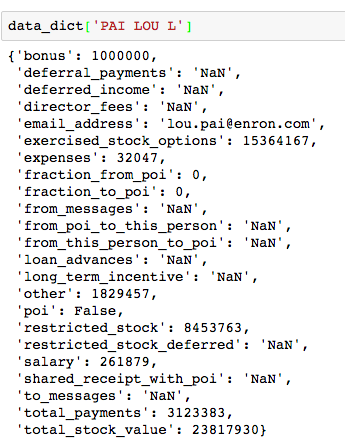 data_dict['PAI LOU L']
{'bonus': 1000000,
'deferral_payments': 'NaN',
'deferred_income': 'NaN',
'director_fees': 'NaN',
'email_address': 'lou.pai@enron.com',
'exercised_stock_options': 15364167,
'expenses': 32047,
'fraction_from_poi': 0,
'fraction_to_poi': 0,
'from_messages': 'NaN',
'from_poi_to_this_person': 'NaN',
'from_this_person_to_poi': 'NaN',
'loan_advances': 'NaN',
'long_term_incentive': 'NaN',
'other': 1829457,
'poi': False,
'restricted_stock': 8453763,
'restricted_stock_deferred': 'NaN',
'salary': 261879,
'shared_receipt_with_poi': 'NaN',
'to_messages': 'NaN',
'total_payments': 3123383,
'total_stock_value': 23817930}